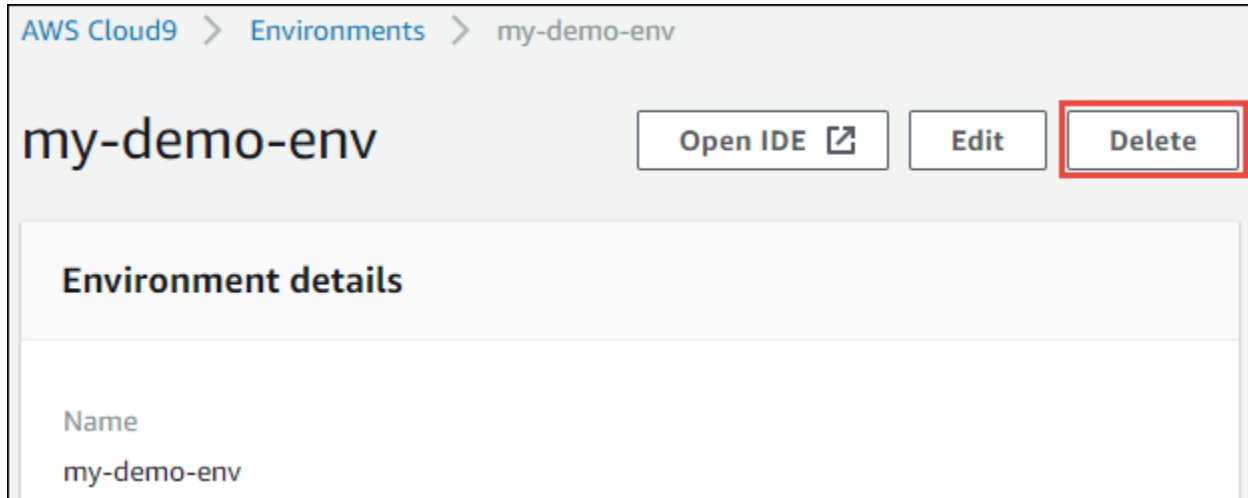 AWS Cloud9 > Environments > my-demo-env
my-demo-env Open IDE Edit Delete
Environment details
Name
my-demo-env